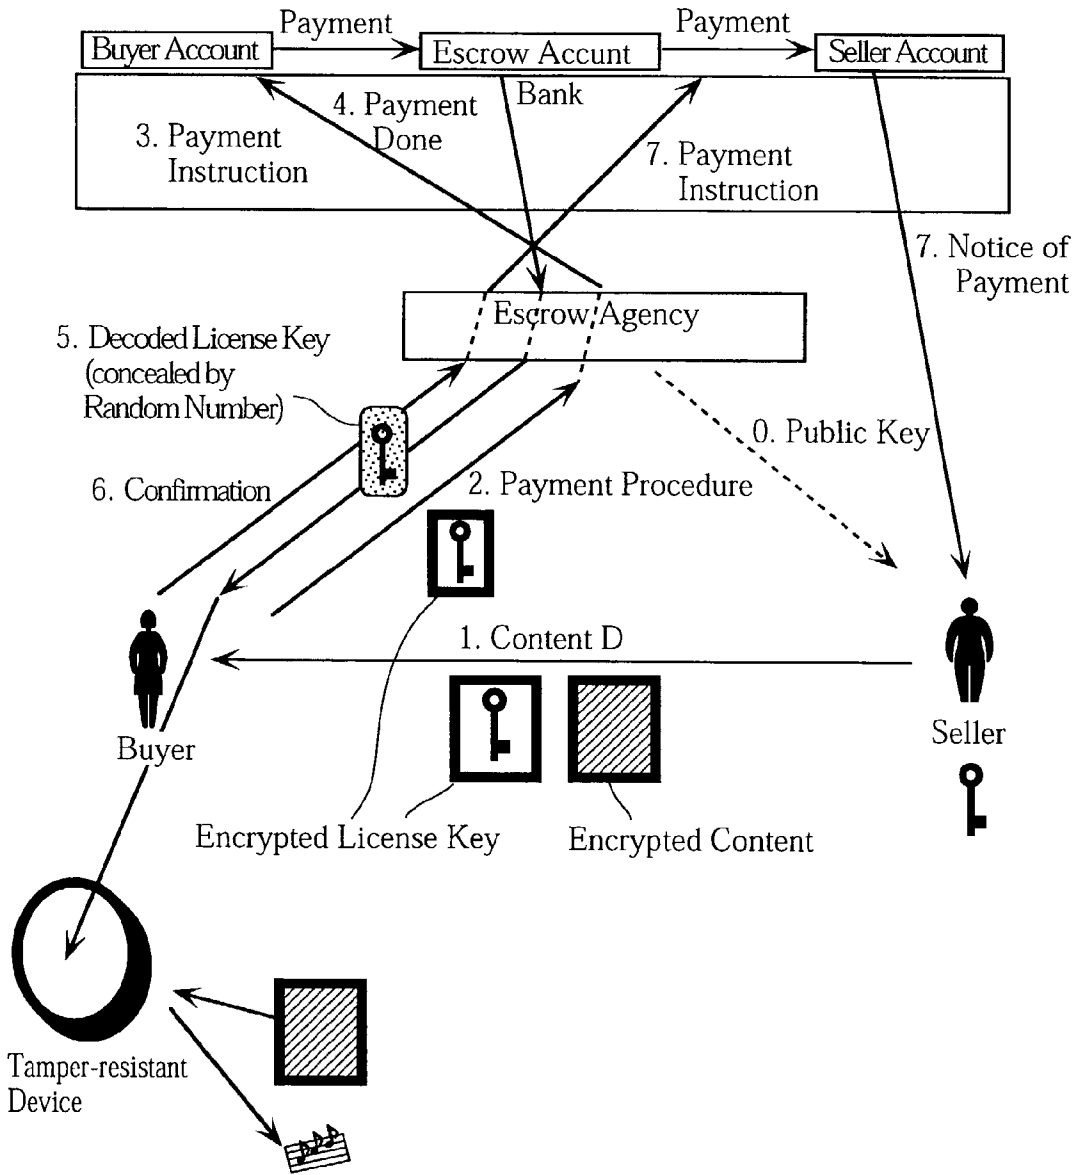 Payment
Payment
Buyer Account
Escrow Accunt
Seller Account
Bank
4. Payment
Done
3. Payment
Instruction
7. Payment
Instruction
7. Notice of
Payment
Escrow Agency
5. Decoded License Key
(concealed by
Random Number)
0. Public Key
6. Confirmation
2. Payment Procedure
1. Content D
Buyer
Seller
Encrypted License Key
Encrypted Content
Tamper-resistant
Device